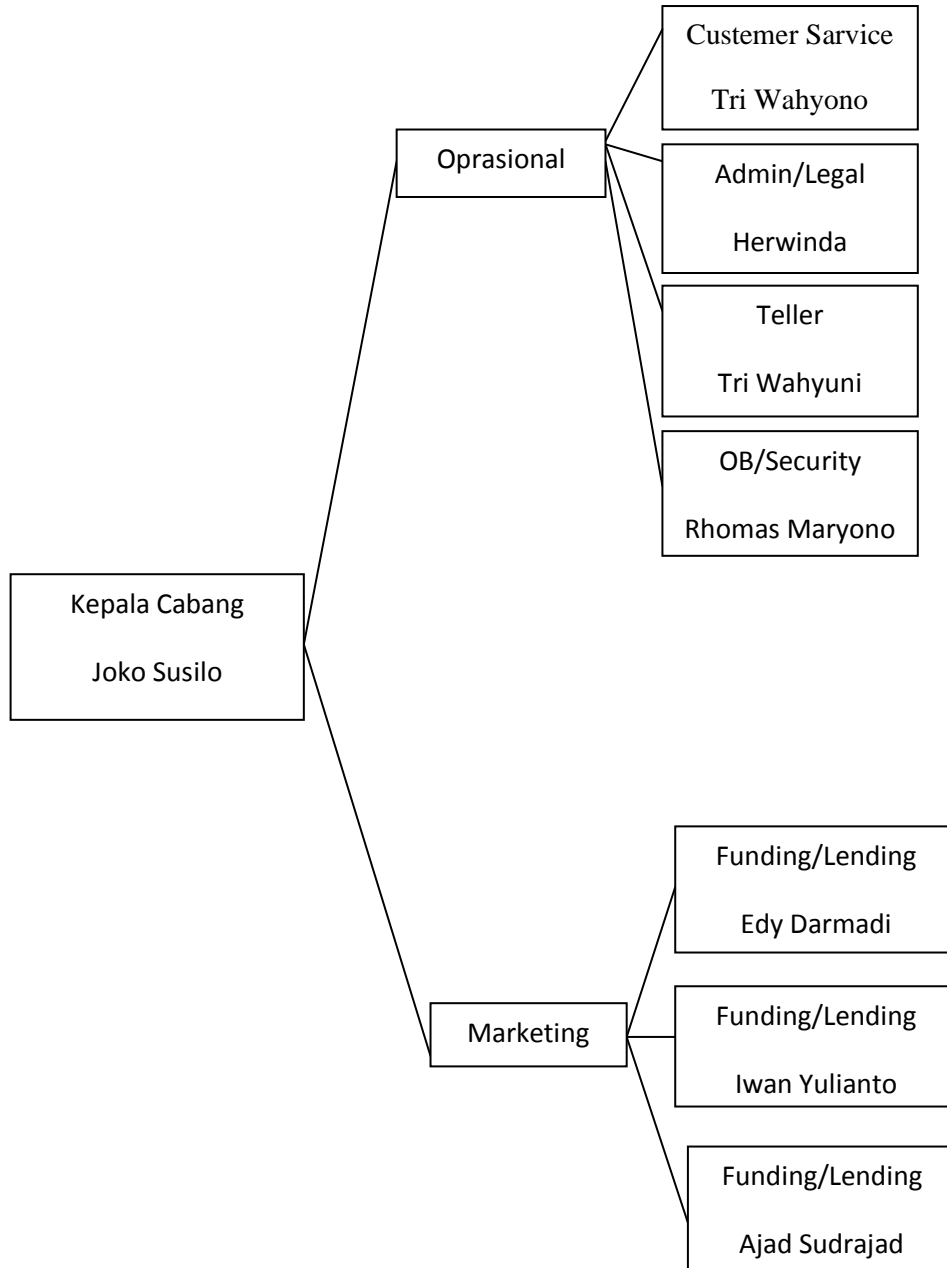 Custemer Sarvice
Tri Wahyono
Oprasional
Admin/Legal
Herwinda
Teller
Tri Wahyuni
OB/Security
Rhomas Maryono
Kepala Cabang
Joko Susilo
Funding/Lending
Edy Darmadi
Marketing
Funding/Lending
Iwan Yulianto
Funding/Lending
Ajad Sudrajad